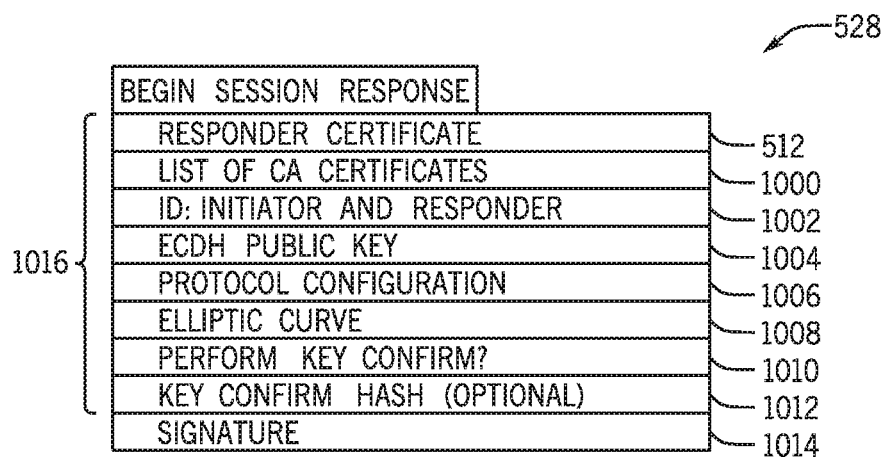 528
BEGIN SESSION RESPONSE
RESPONDER CERTIFICATE 512
LIST OF CA CERTIFICATES 1000
ID: INITIATOR AND RESPONDER 1002
ECDH PUBLIC KEY 1004
1016 PROTOCOL CONFIGURATION 1006
ELLIPTIC CURVE 1008
PERFORM KEY CONFIRM? 1010
KEY CONFIRM HASH (OPTIONAL) 1012
SIGNATURE 1014